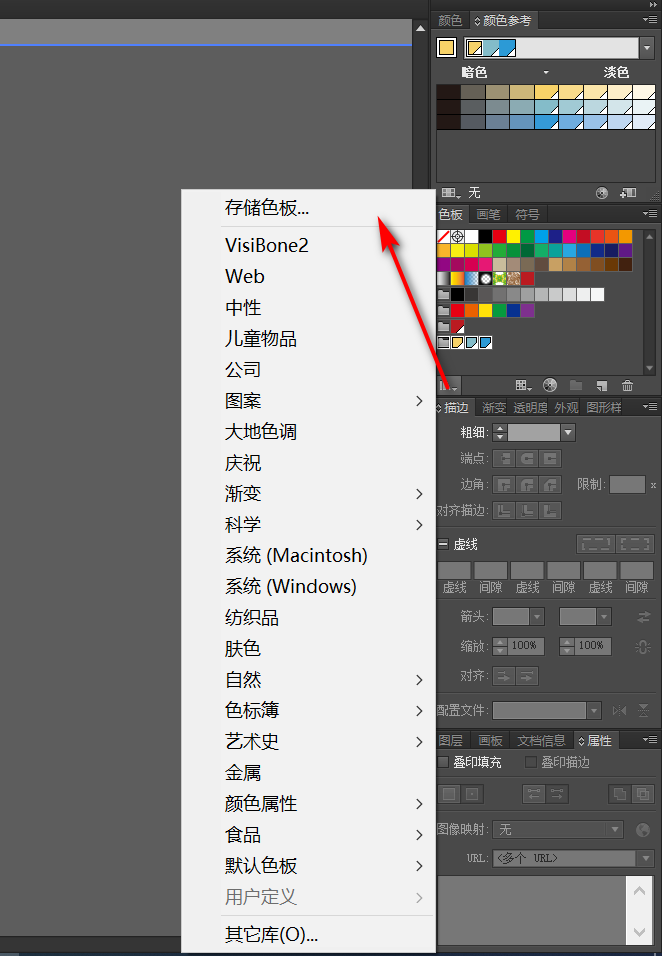 颜色 颜色参考
暗色 淡色
无
色板 画笔 符号
存储色板...
VisiBone2
Web
中性
儿童物品
公司
图案
大地色调
庆祝
渐变
科学
系统 (Macintosh)
系统 (Windows)
纺织品
肤色
自然
色标簿
艺术史
金属
颜色属性
食品
默认色板
用户定义
其它库(O)...
描边 渐变 透明度 外观 图形样
粗细:
端点:
边角: 限制: x
对齐描边:
虚线
虚线 间隙 虚线 间隙 虚线 间隙
箭头:
缩放: 100% 100%
对齐:
配置文件:
图层 画板 文档信息 属性
叠印填充 叠印描边
图像映射: 无
URL: <多个 URL>